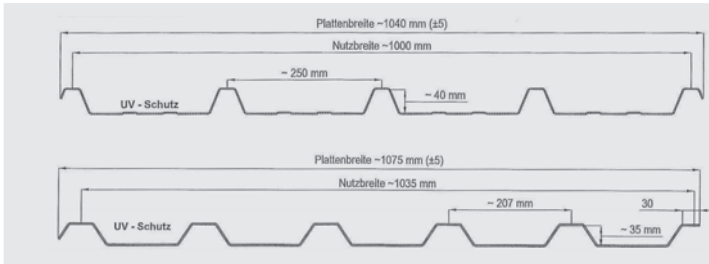 Plattenbreite ~1040 mm (±5)
Nutzbreite ~1000 mm
~ 250 mm
~ 40 mm
UV - Schutz
Plattenbreite ~1075 mm (±5)
Nutzbreite ~1035 mm
~ 207 mm
30
UV - Schutz
~ 35 mm